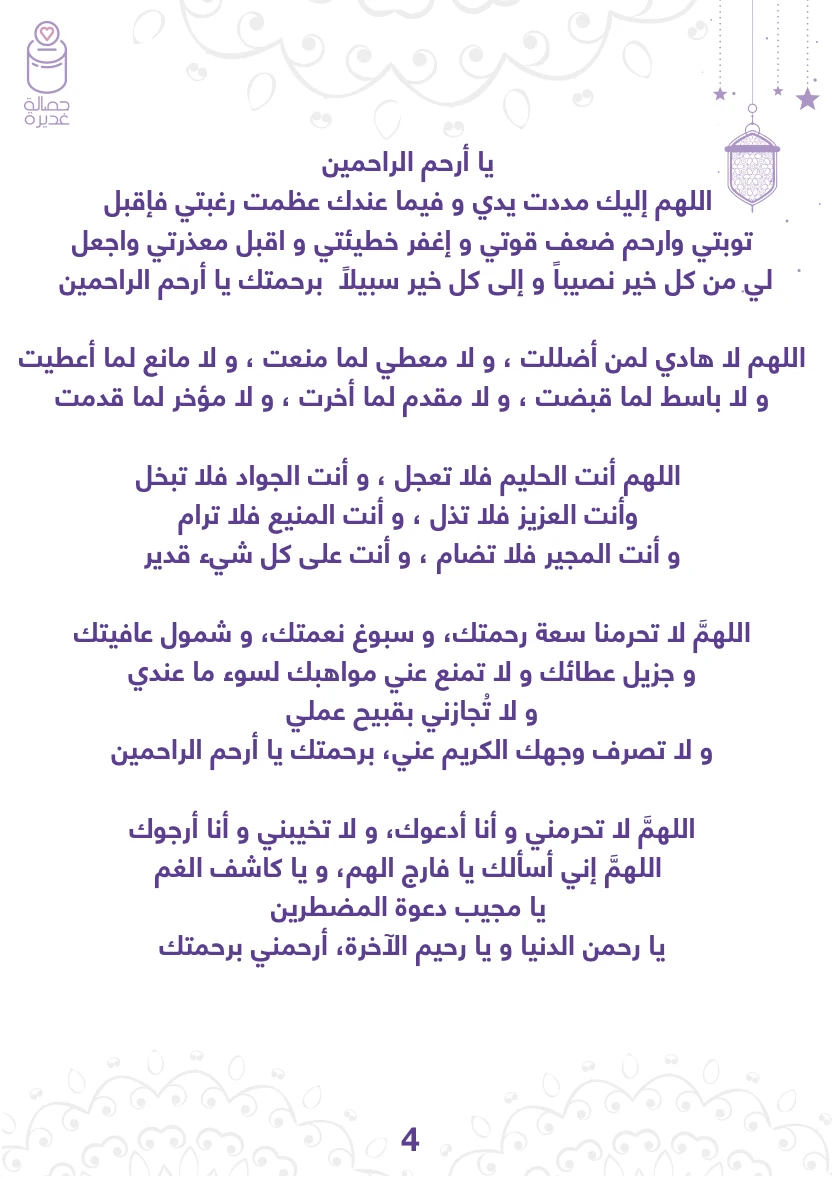 حصالة
غديرة
يا أرحم الراحمين
اللهم إليك مددت يدي و فيما عندك عظمت رغبتي فإقبل
توبتي وارحم ضعف قوتي و إغفر خطيئتي و اقبل معذرتي واجعل
لي من كل خير نصيباً و إلى كل خير سبيلاً برحمتك يا أرحم الراحمين
اللهم لا هادي لمن أضللت ، و لا معطي لما منعت ، و لا مانع لما أعطيت
و لا باسط لما قبضت ، و لا مقدم لما أخرت ، و لا مؤخر لما قدمت
اللهم أنت الحليم فلا تعجل ، و أنت الجواد فلا تبخل
وأنت العزيز فلا تذل ، و أنت المنيع فلا ترام
و أنت المجير فلا تضام ، و أنت على كل شيء قدير
اللهمَّ لا تحرمنا سعة رحمتك، و سبوغ نعمتك، و شمول عافيتك
و جزيل عطائك و لا تمنع عني مواهبك لسوء ما عندي
و لا تُجازني بقبيح عملي
و لا تصرف وجهك الكريم عني، برحمتك يا أرحم الراحمين
اللهمَّ لا تحرمني و أنا أدعوك، و لا تخيبني و أنا أرجوك
اللهمَّ إني أسألك يا فارج الهم، و يا كاشف الغم
يا مجيب دعوة المضطرين
يا رحمن الدنيا و يا رحيم الآخرة، أرحمني برحمتك
4